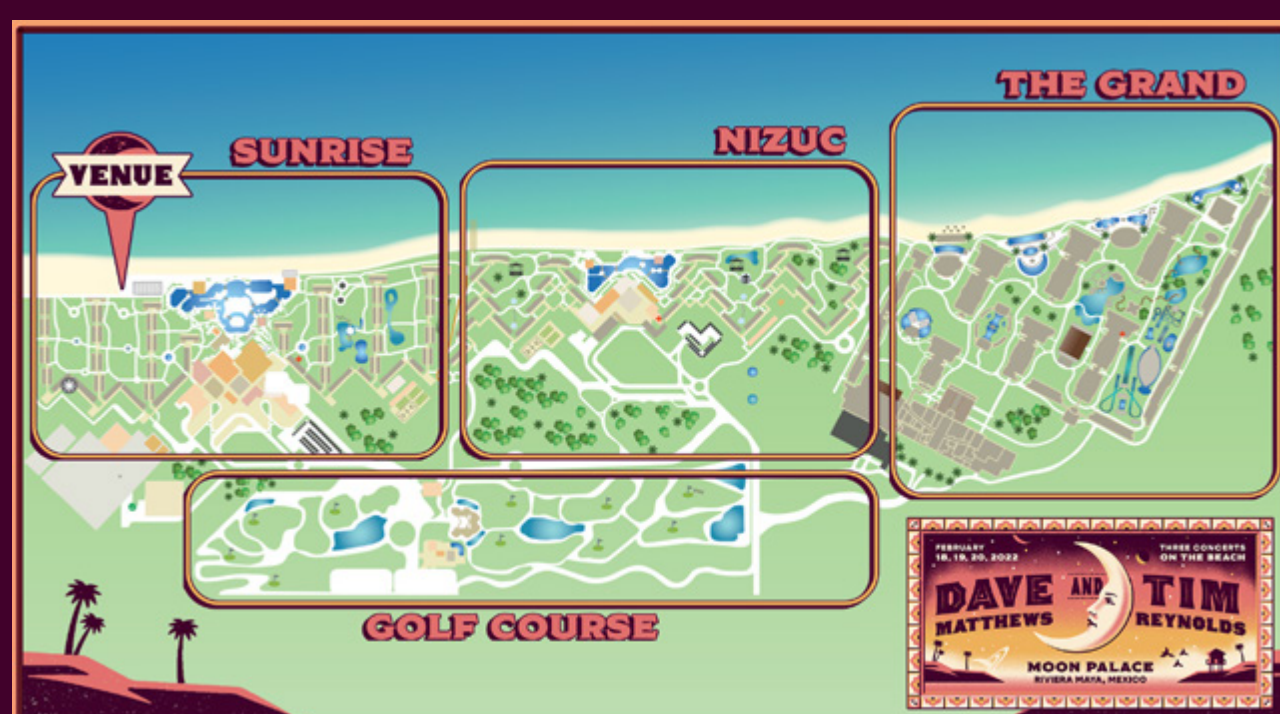 THE GRAND
NIZUC
SUNRISE
VENUE
GOLF COURSE
FEBRUARY
18, 19, 20, 2022
THREE CONCERTS
ON THE BEACH
DAVE AND TIM
MATTHEWS REYNOLDS
MOON PALACE
RIVIERA MAYA, MEXICO